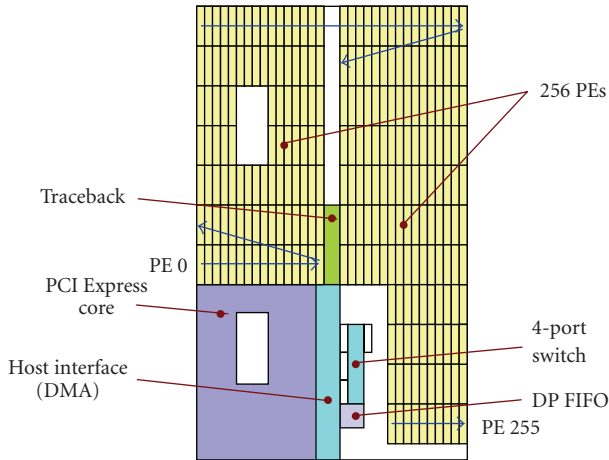 256 PEs
Traceback
PE 0
PCI Express
core
4-port
switch
Host interface
(DMA)
DP FIFO
PE 255